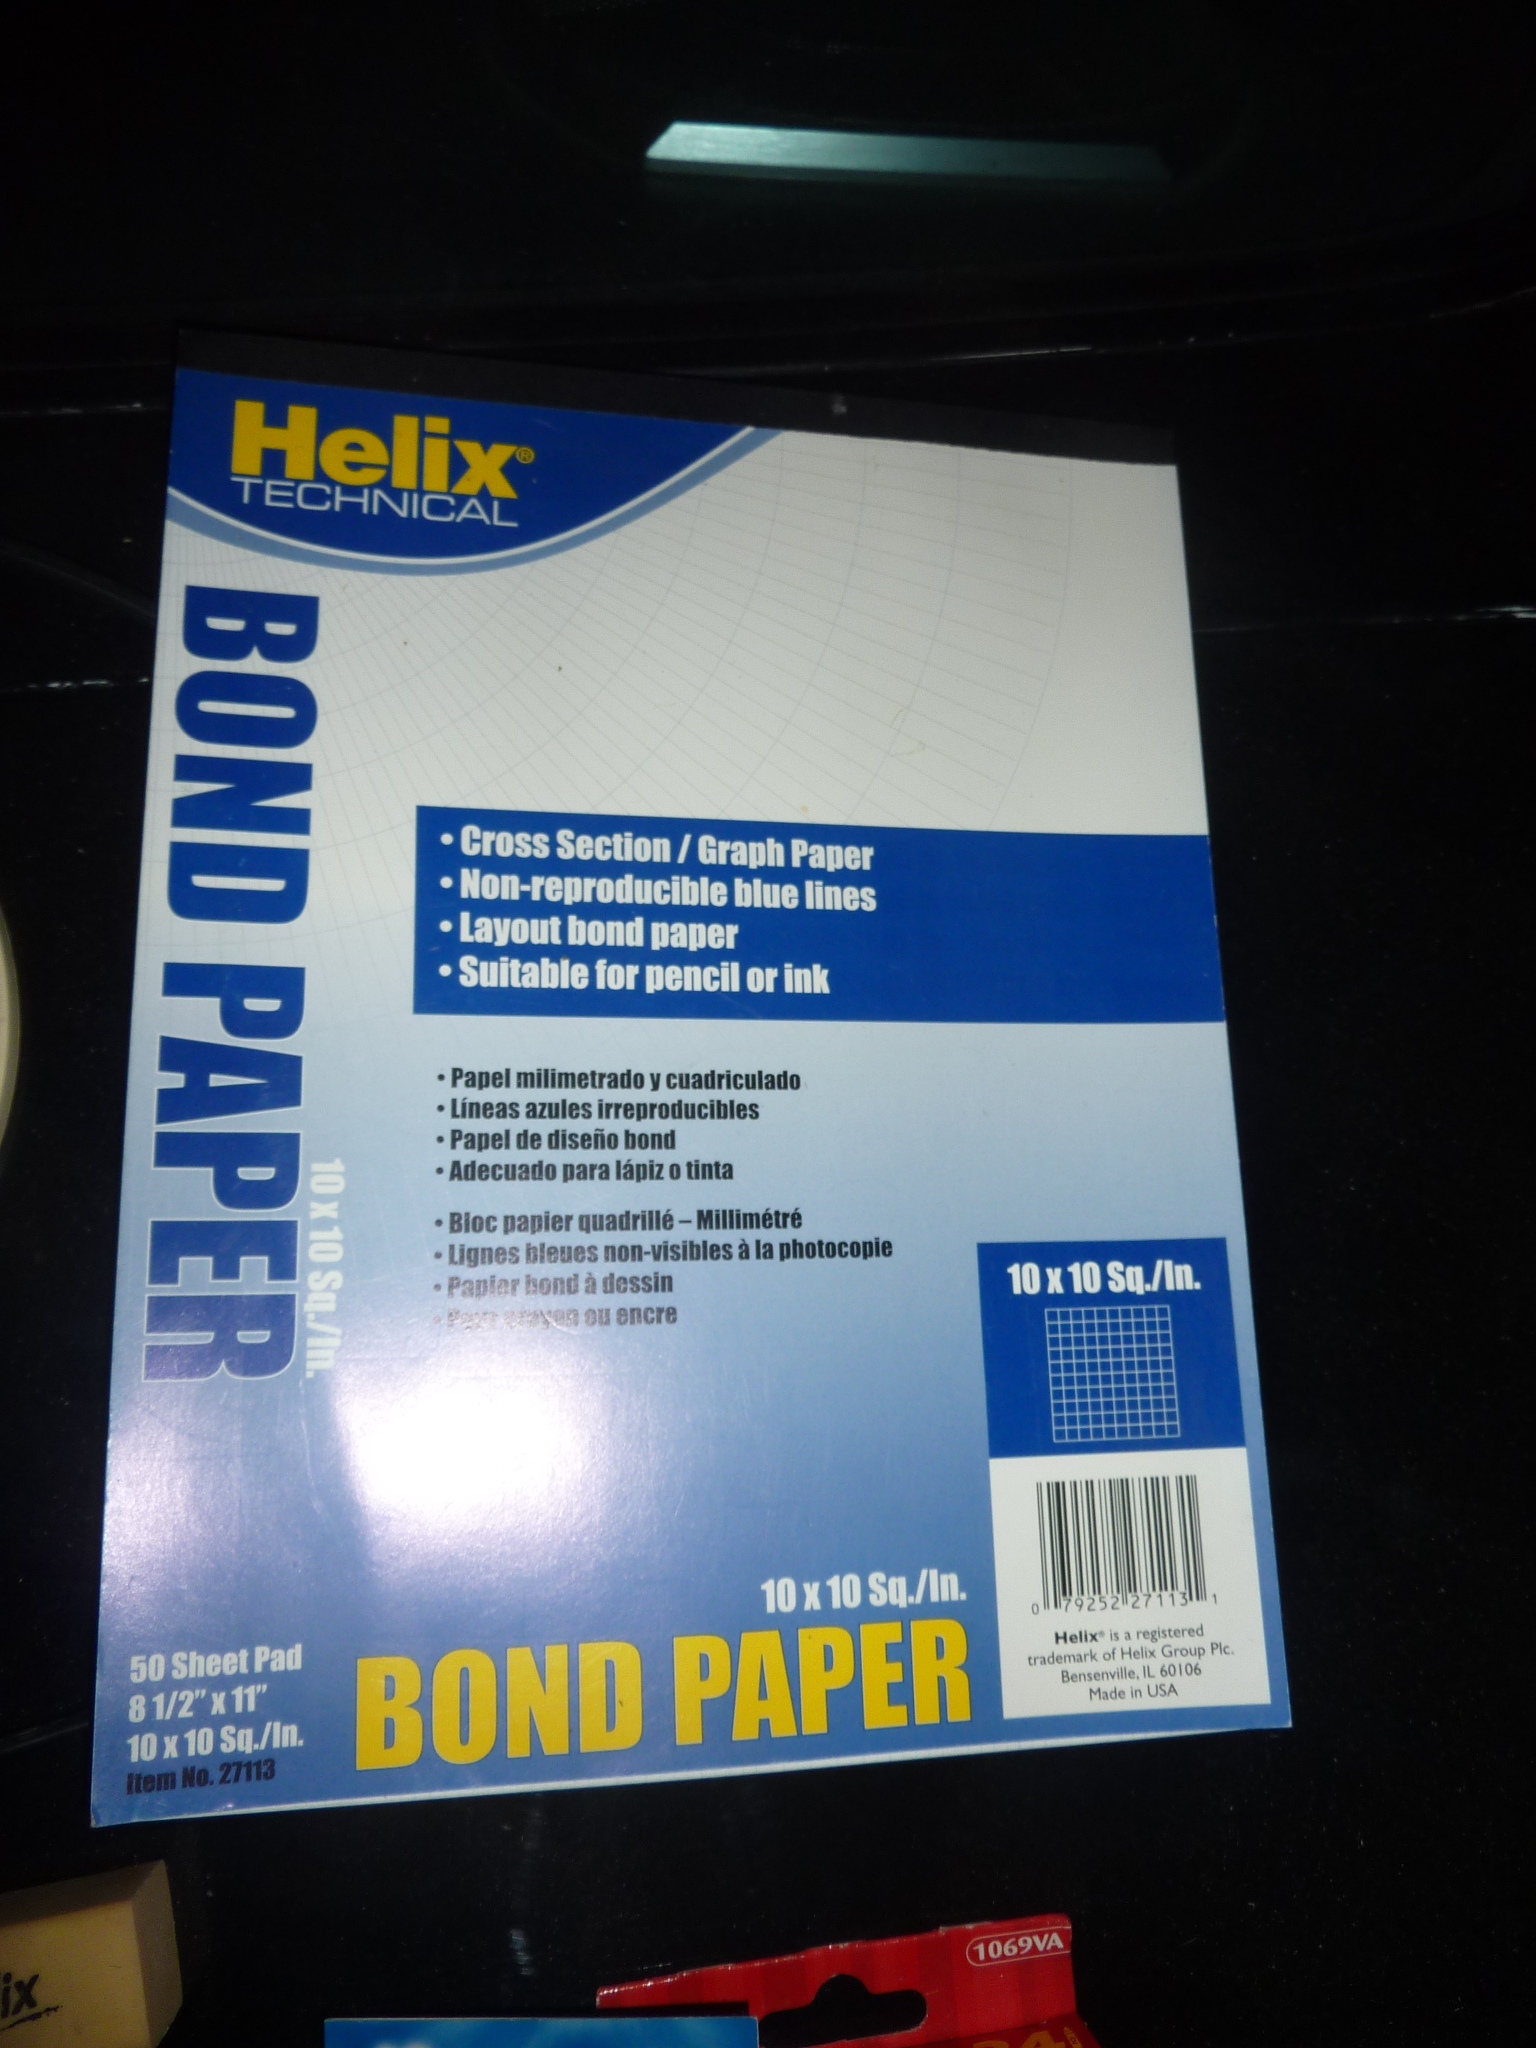 Helix®
TECHNICAL
BOND PAPER
10 x 10 Sq./In.
• Cross Section / Graph Paper
• Non-reproducible blue lines
• Layout bond paper
• Suitable for pencil or ink
• Papel milimetrado y cuadriculado
• Líneas azules irreproducibles
• Papel de diseño bond
• Adecuado para lápiz o tinta
• Bloc papier quadrillé – Millimétré
• Lignes bleues non-visibles à la photocopie
• Papier bond à dessin
• Pour crayon ou encre
10 x 10 Sq./In.
0 79252 27113 1
Helix® is a registered
trademark of Helix Group Plc.
Bensenville, IL 60106
Made in USA
10 x 10 Sq./In.
BOND PAPER
50 Sheet Pad
8 1/2” x 11”
10 x 10 Sq./In.
Item No. 27113
1069VA
ix